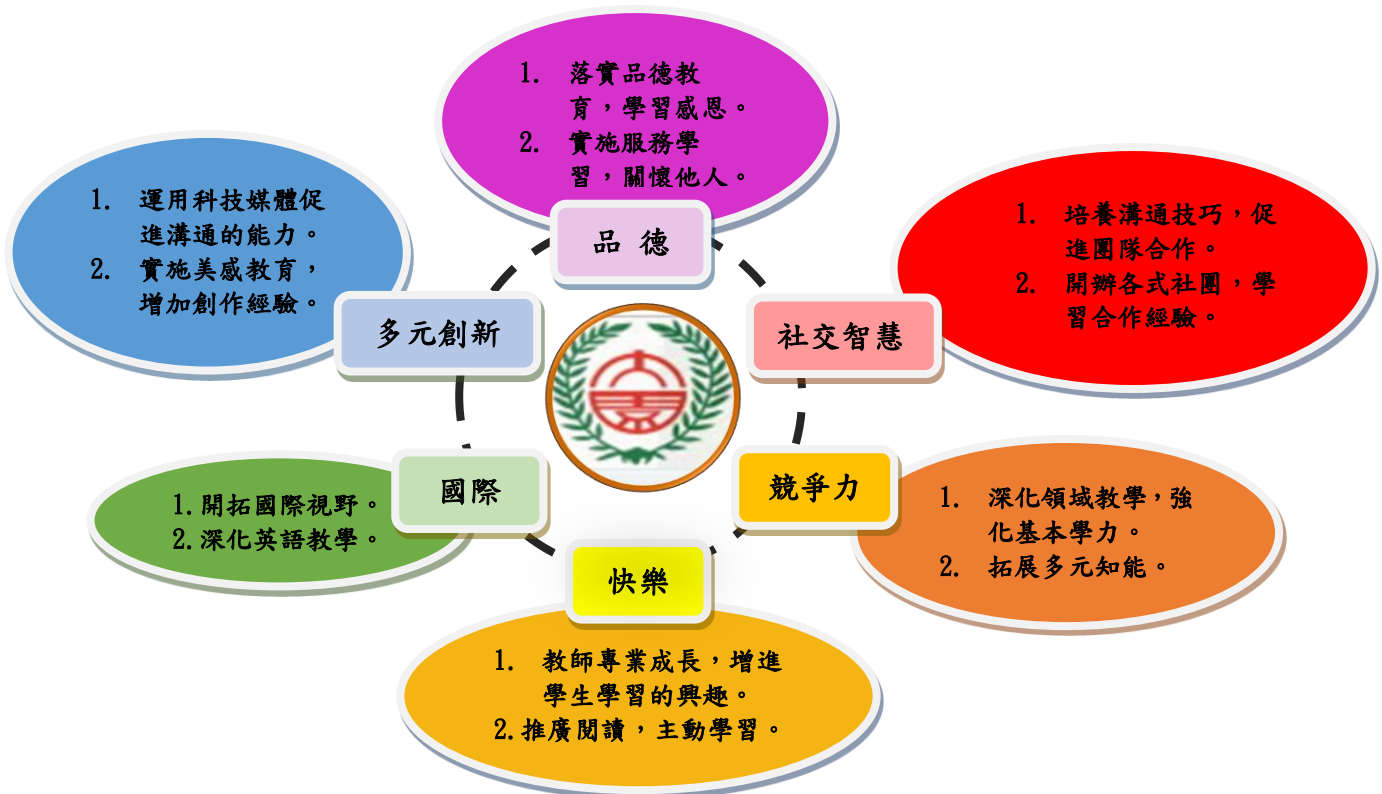 1. 落實品德教
育，學習感恩。
2. 實施服務學
習，關懷他人。
品 德
1. 運用科技媒體促
進溝通的能力。
2. 實施美感教育，
增加創作經驗。
多元創新
1. 培養溝通技巧，促
進團隊合作。
2. 開辦各式社團，學
習合作經驗。
社交智慧
國際
1.開拓國際視野。
2.深化英語教學。
競爭力
1. 深化領域教學，強
化基本學力。
2. 拓展多元知能。
快樂
1. 教師專業成長，增進
學生學習的興趣。
2.推廣閱讀，主動學習。